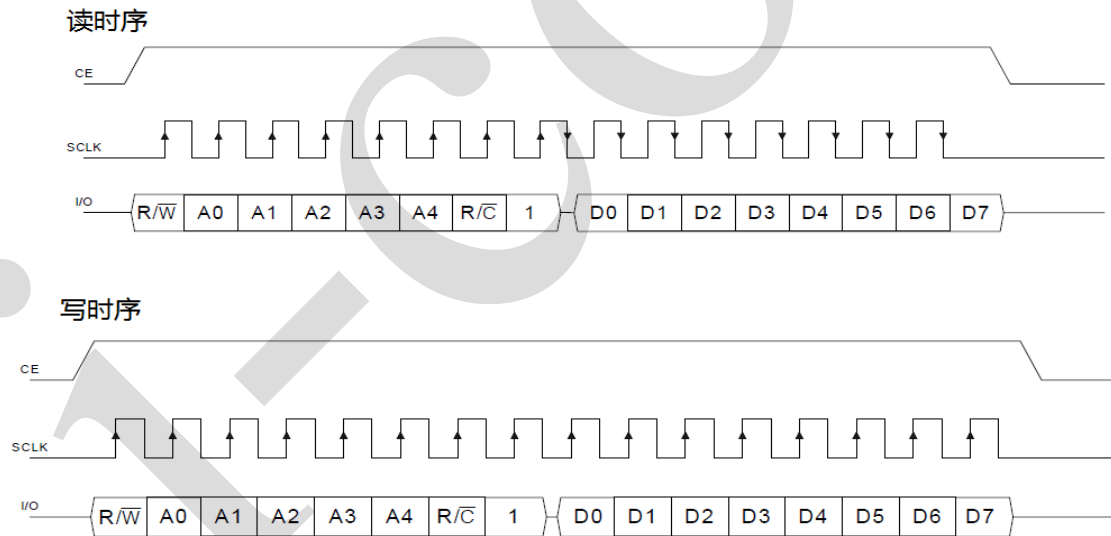 读时序
CE
SCLK
I/O R/W̅ A0 A1 A2 A3 A4 R/C̅ 1 D0 D1 D2 D3 D4 D5 D6 D7
写时序
CE
SCLK
I/O R/W̅ A0 A1 A2 A3 A4 R/C̅ 1 D0 D1 D2 D3 D4 D5 D6 D7